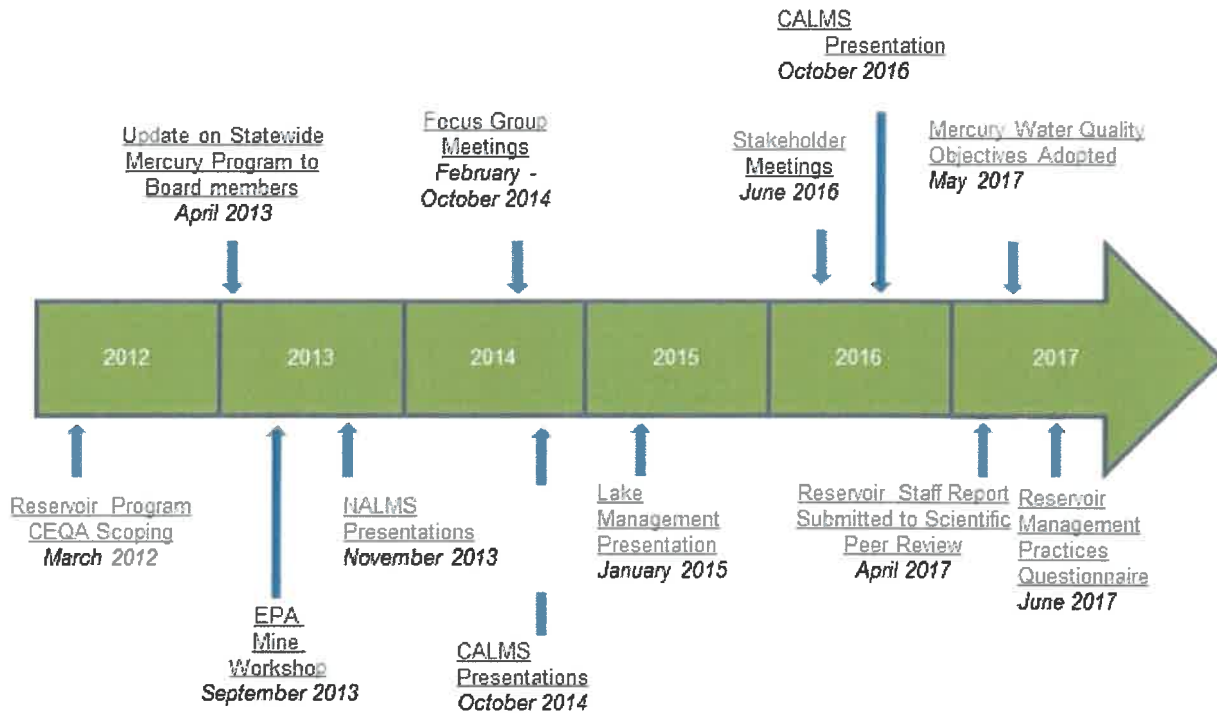 CALMS
Presentation
October 2016
Update on Statewide
Mercury Program to
Board members
April 2013
Focus Group
Meetings
February -
October 2014
Stakeholder
Meetings
June 2016
Mercury Water Quality
Objectives Adopted
May 2017
2012
2013
2014
2015
2016
2017
Reservoir Program
CEQA Scoping
March 2012
NALMS
Presentations
November 2013
Lake
Management
Presentation
January 2015
Reservoir Staff Report
Submitted to Scientific
Peer Review
April 2017
Reservoir
Management
Practices
Questionnaire
June 2017
EPA
Mine
Workshop
September 2013
CALMS
Presentations
October 2014